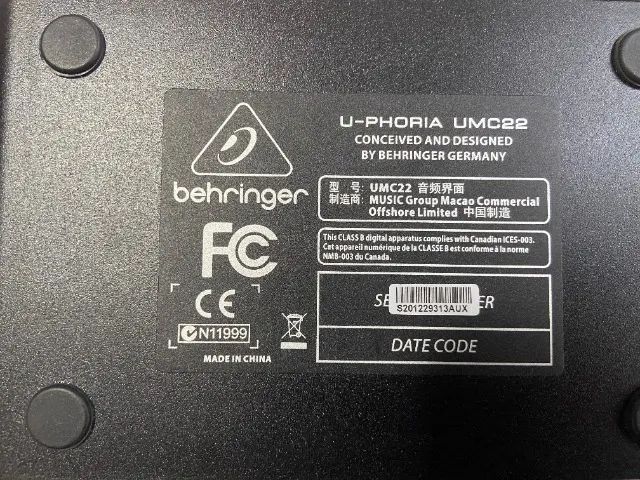 behringer
FC
CE
N11999
MADE IN CHINA
U-PHORIA UMC22
CONCEIVED AND DESIGNED
BY BEHRINGER GERMANY
型 号: UMC22 音频界面
制造商: MUSIC Group Macao Commercial
Offshore Limited 中国制造
This CLASS B digital apparatus complies with Canadian ICES-003.
Cet appareil numérique de la CLASSE B est conforme à la norme
NMB-003 du Canada.
S201229313AUX
DATE CODE